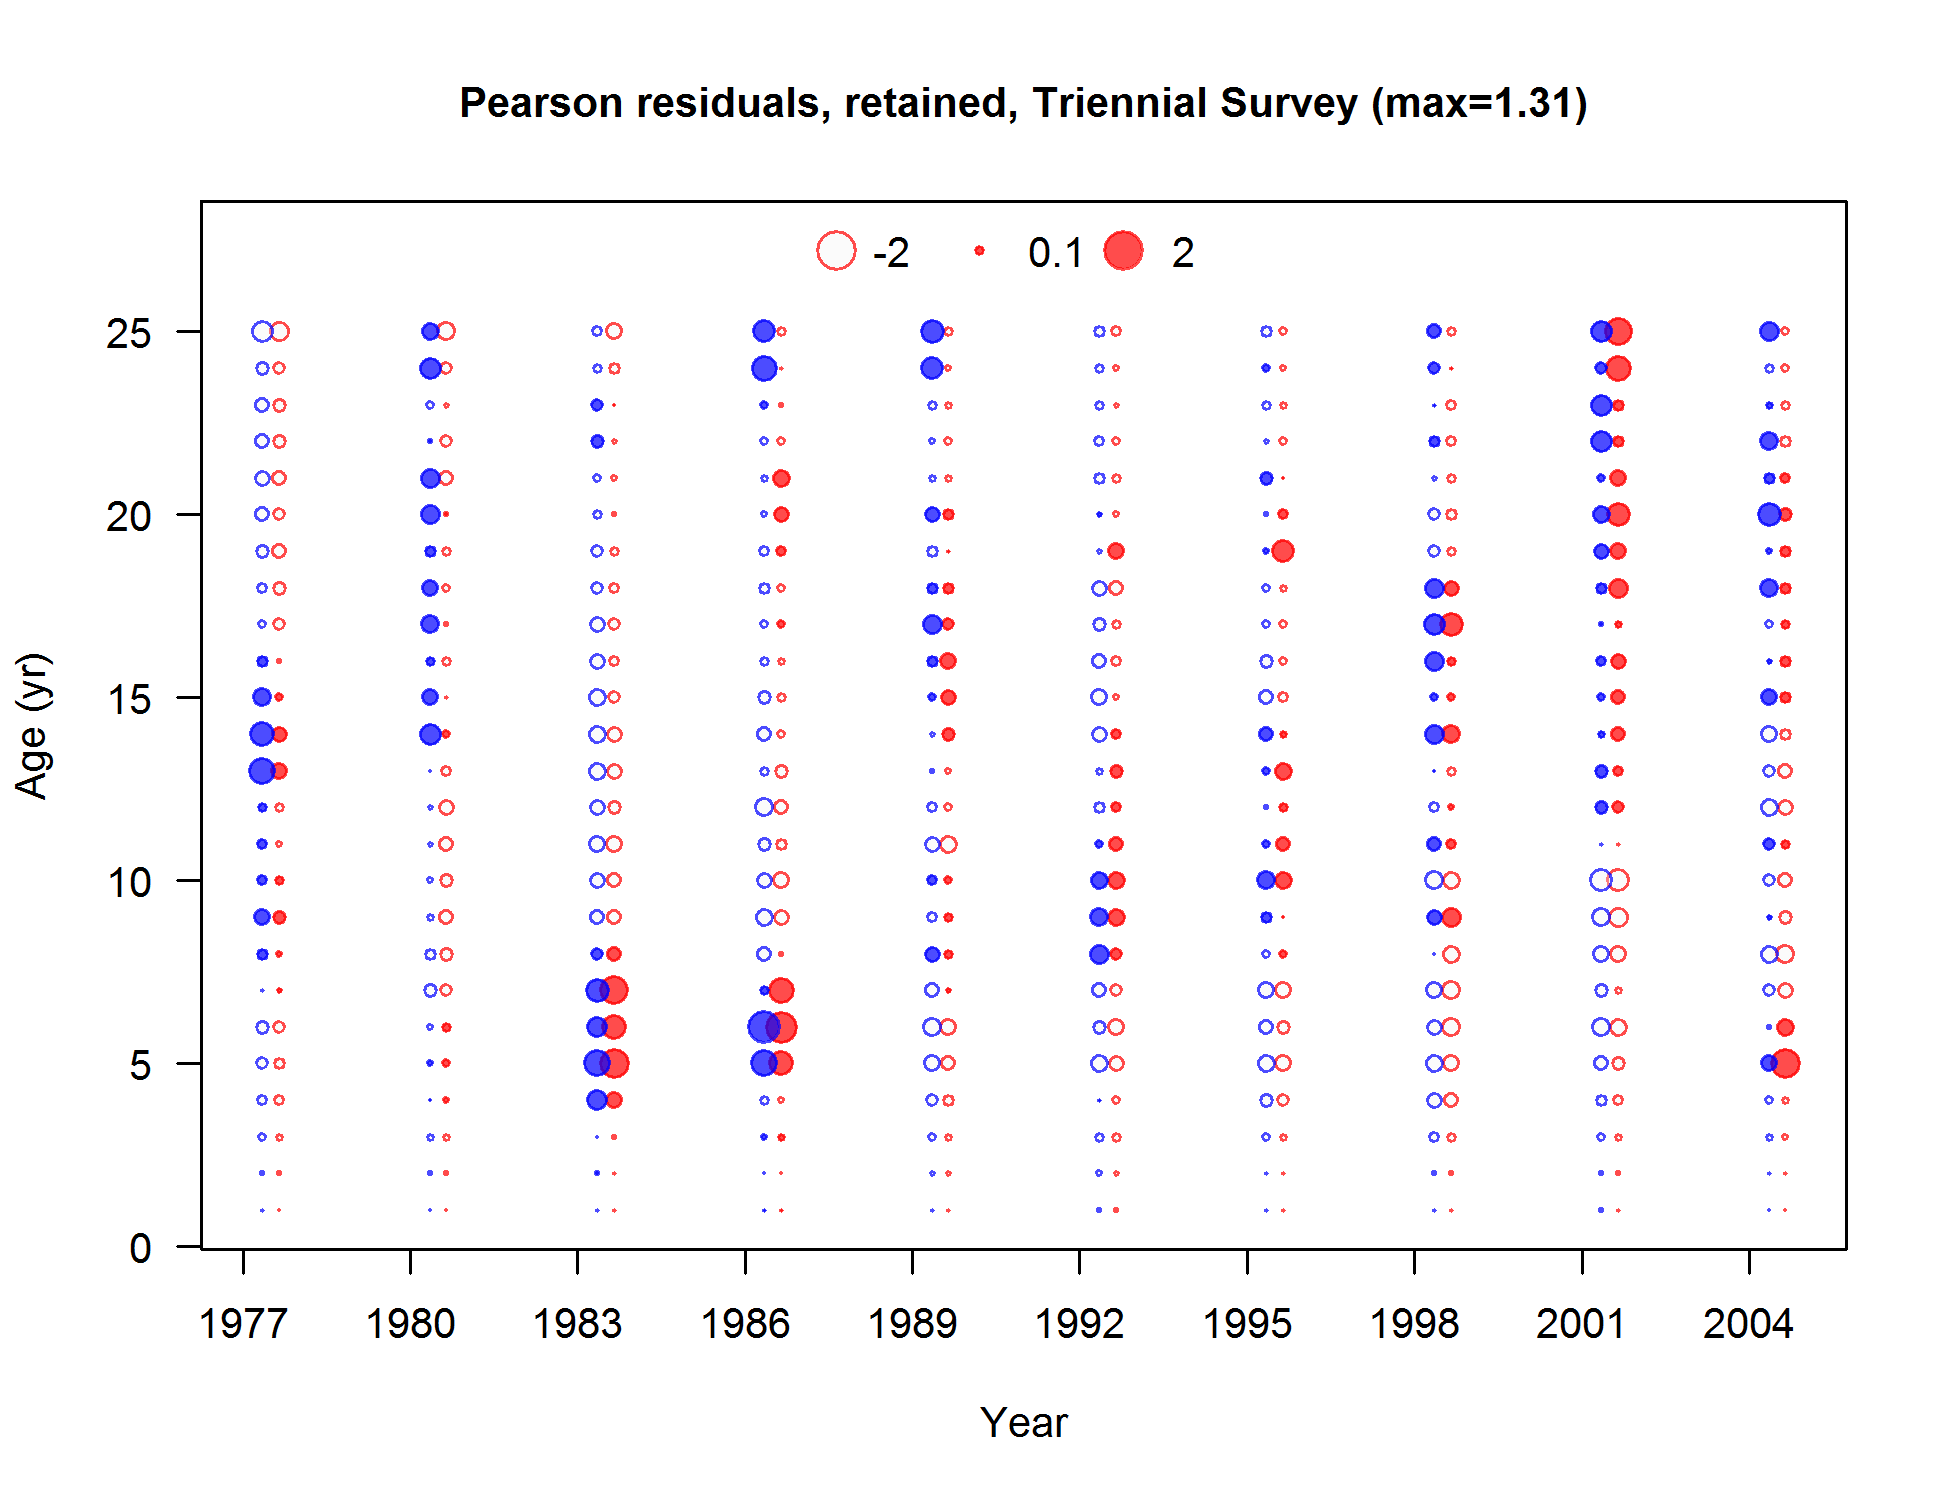 Pearson residuals, retained, Triennial Survey (max=1.31)
-2 0.1 2
25
20
15
10
5
0
Age (yr)
1977 1980 1983 1986 1989 1992 1995 1998 2001 2004
Year